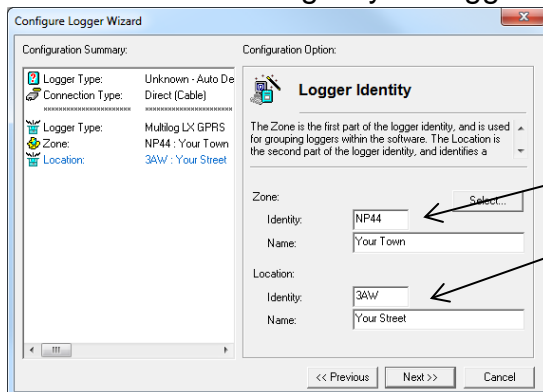 Configure Logger Wizard
Configuration Summary:
Logger Type: Unknown - Auto De
Connection Type: Direct (Cable)
Logger Type: Multilog LX GPRS
Zone: NP44 : Your Town
Location: 3AW : Your Street
Configuration Option:
Logger Identity
The Zone is the first part of the logger identity, and is used
for grouping loggers within the software. The Location is
the second part of the logger identity, and identifies a
Zone:
Select...
Identity: NP44
Name: Your Town
Location:
Identity: 3AW
Name: Your Street
<< Previous Next >> Cancel